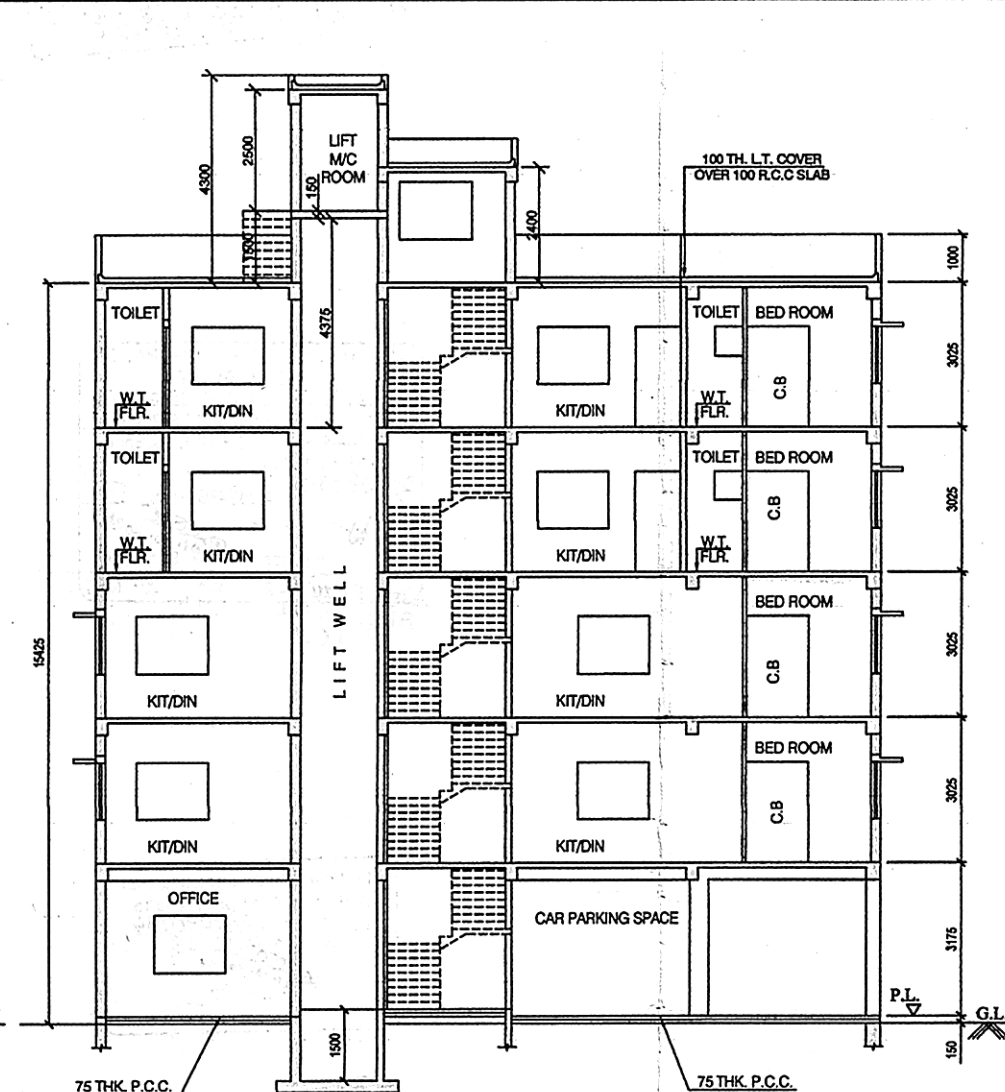 LIFT
M/C
ROOM
4300
2500
150
1500
2400
4375
100 TH. L.T. COVER
OVER 100 R.C.C SLAB
1000
TOILET
W.T.
FLR.
KIT/DIN
KIT/DIN
TOILET
W.T.
FLR.
BED ROOM
C.B
3025
TOILET
W.T.
FLR.
KIT/DIN
KIT/DIN
TOILET
W.T.
FLR.
BED ROOM
C.B
3025
15425
LIFT WELL
KIT/DIN
KIT/DIN
BED ROOM
C.B
3025
KIT/DIN
KIT/DIN
BED ROOM
C.B
3025
OFFICE
CAR PARKING SPACE
3175
P.L.
G.L
150
1500
75 THK. P.C.C.
75 THK. P.C.C.